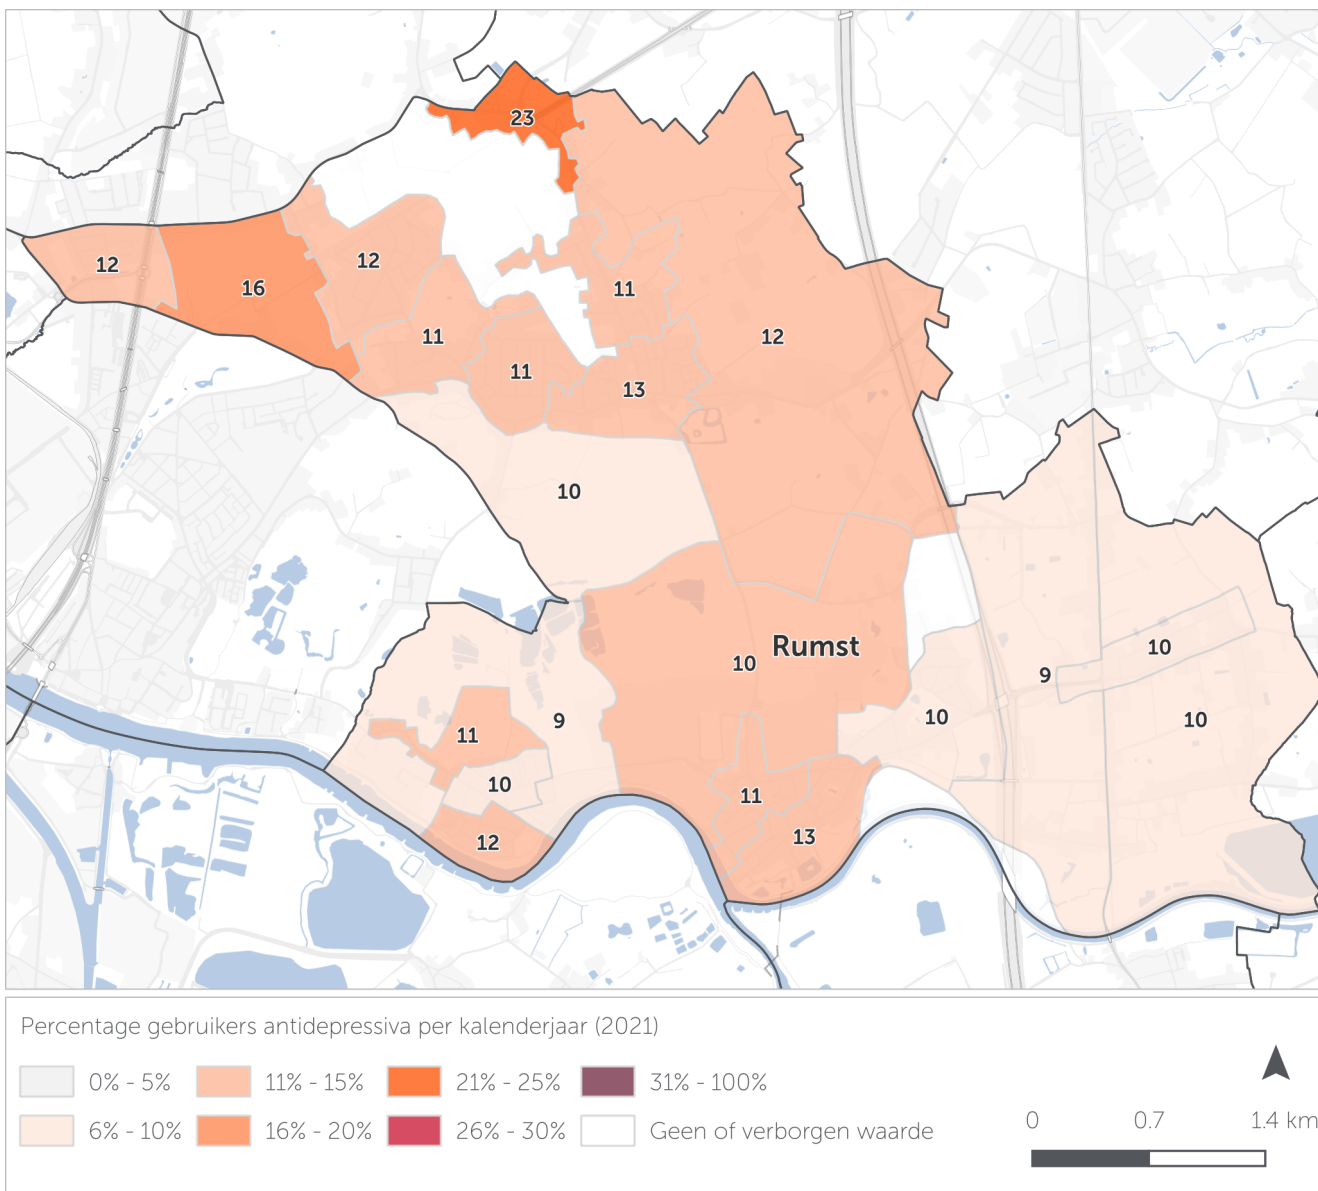 23
12
16
12
11
11
12
11
13
10
Rumst
10
10
9
9
10
10
11
10
11
12
13
Percentage gebruikers antidepressiva per kalenderjaar (2021)
0% - 5%
11% - 15%
21% - 25%
31% - 100%
6% - 10%
16% - 20%
26% - 30%
Geen of verborgen waarde
0
0.7
1.4 km